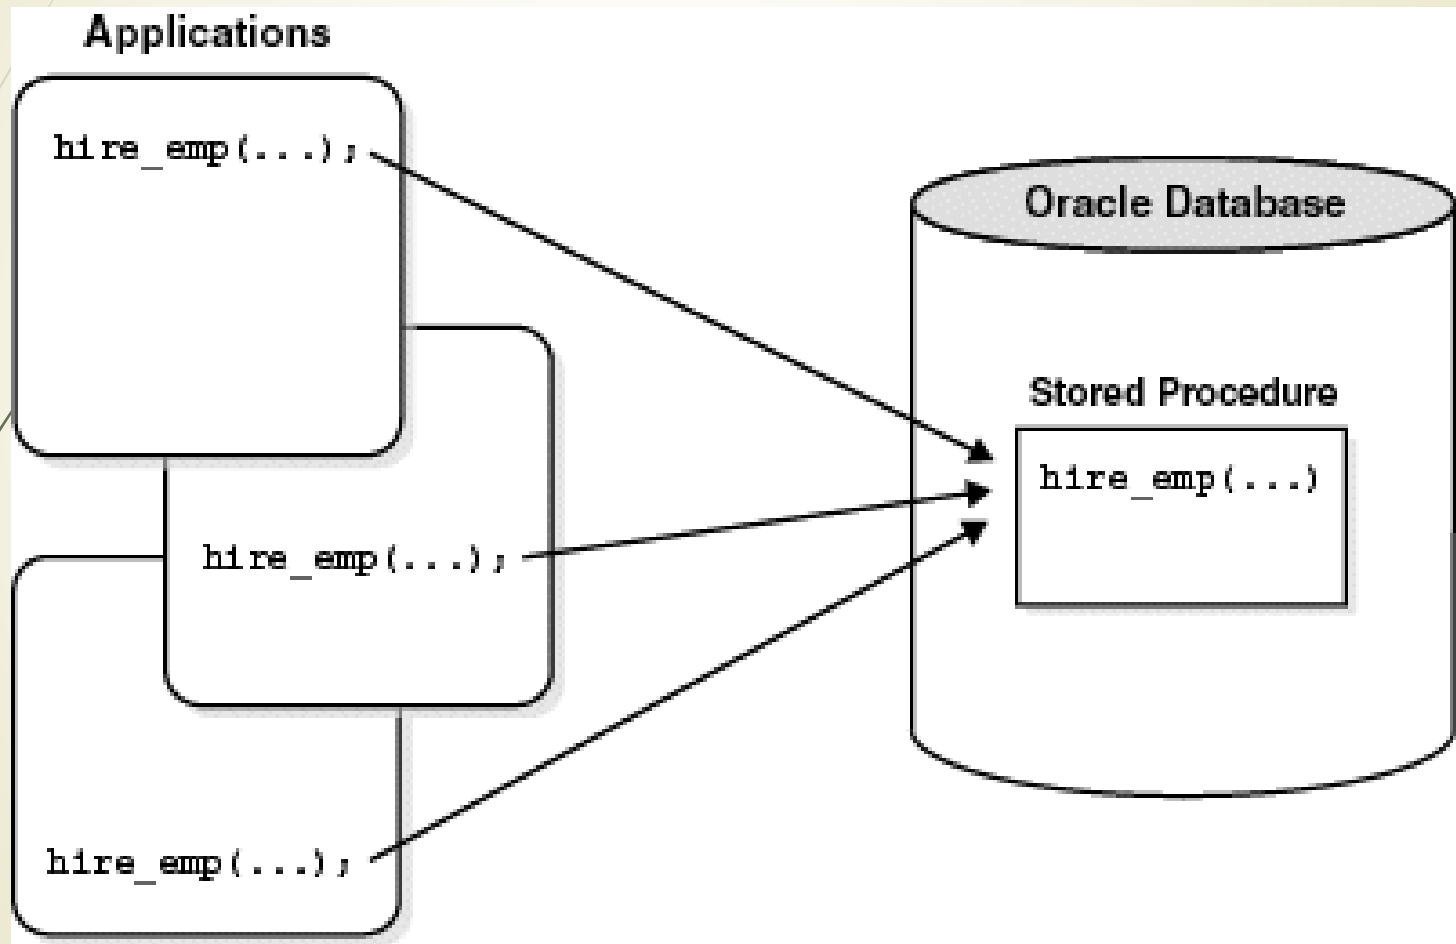 Applications
hire_emp(...);
hire_emp(...);
hire_emp(...);
Oracle Database
Stored Procedure
hire_emp(...)